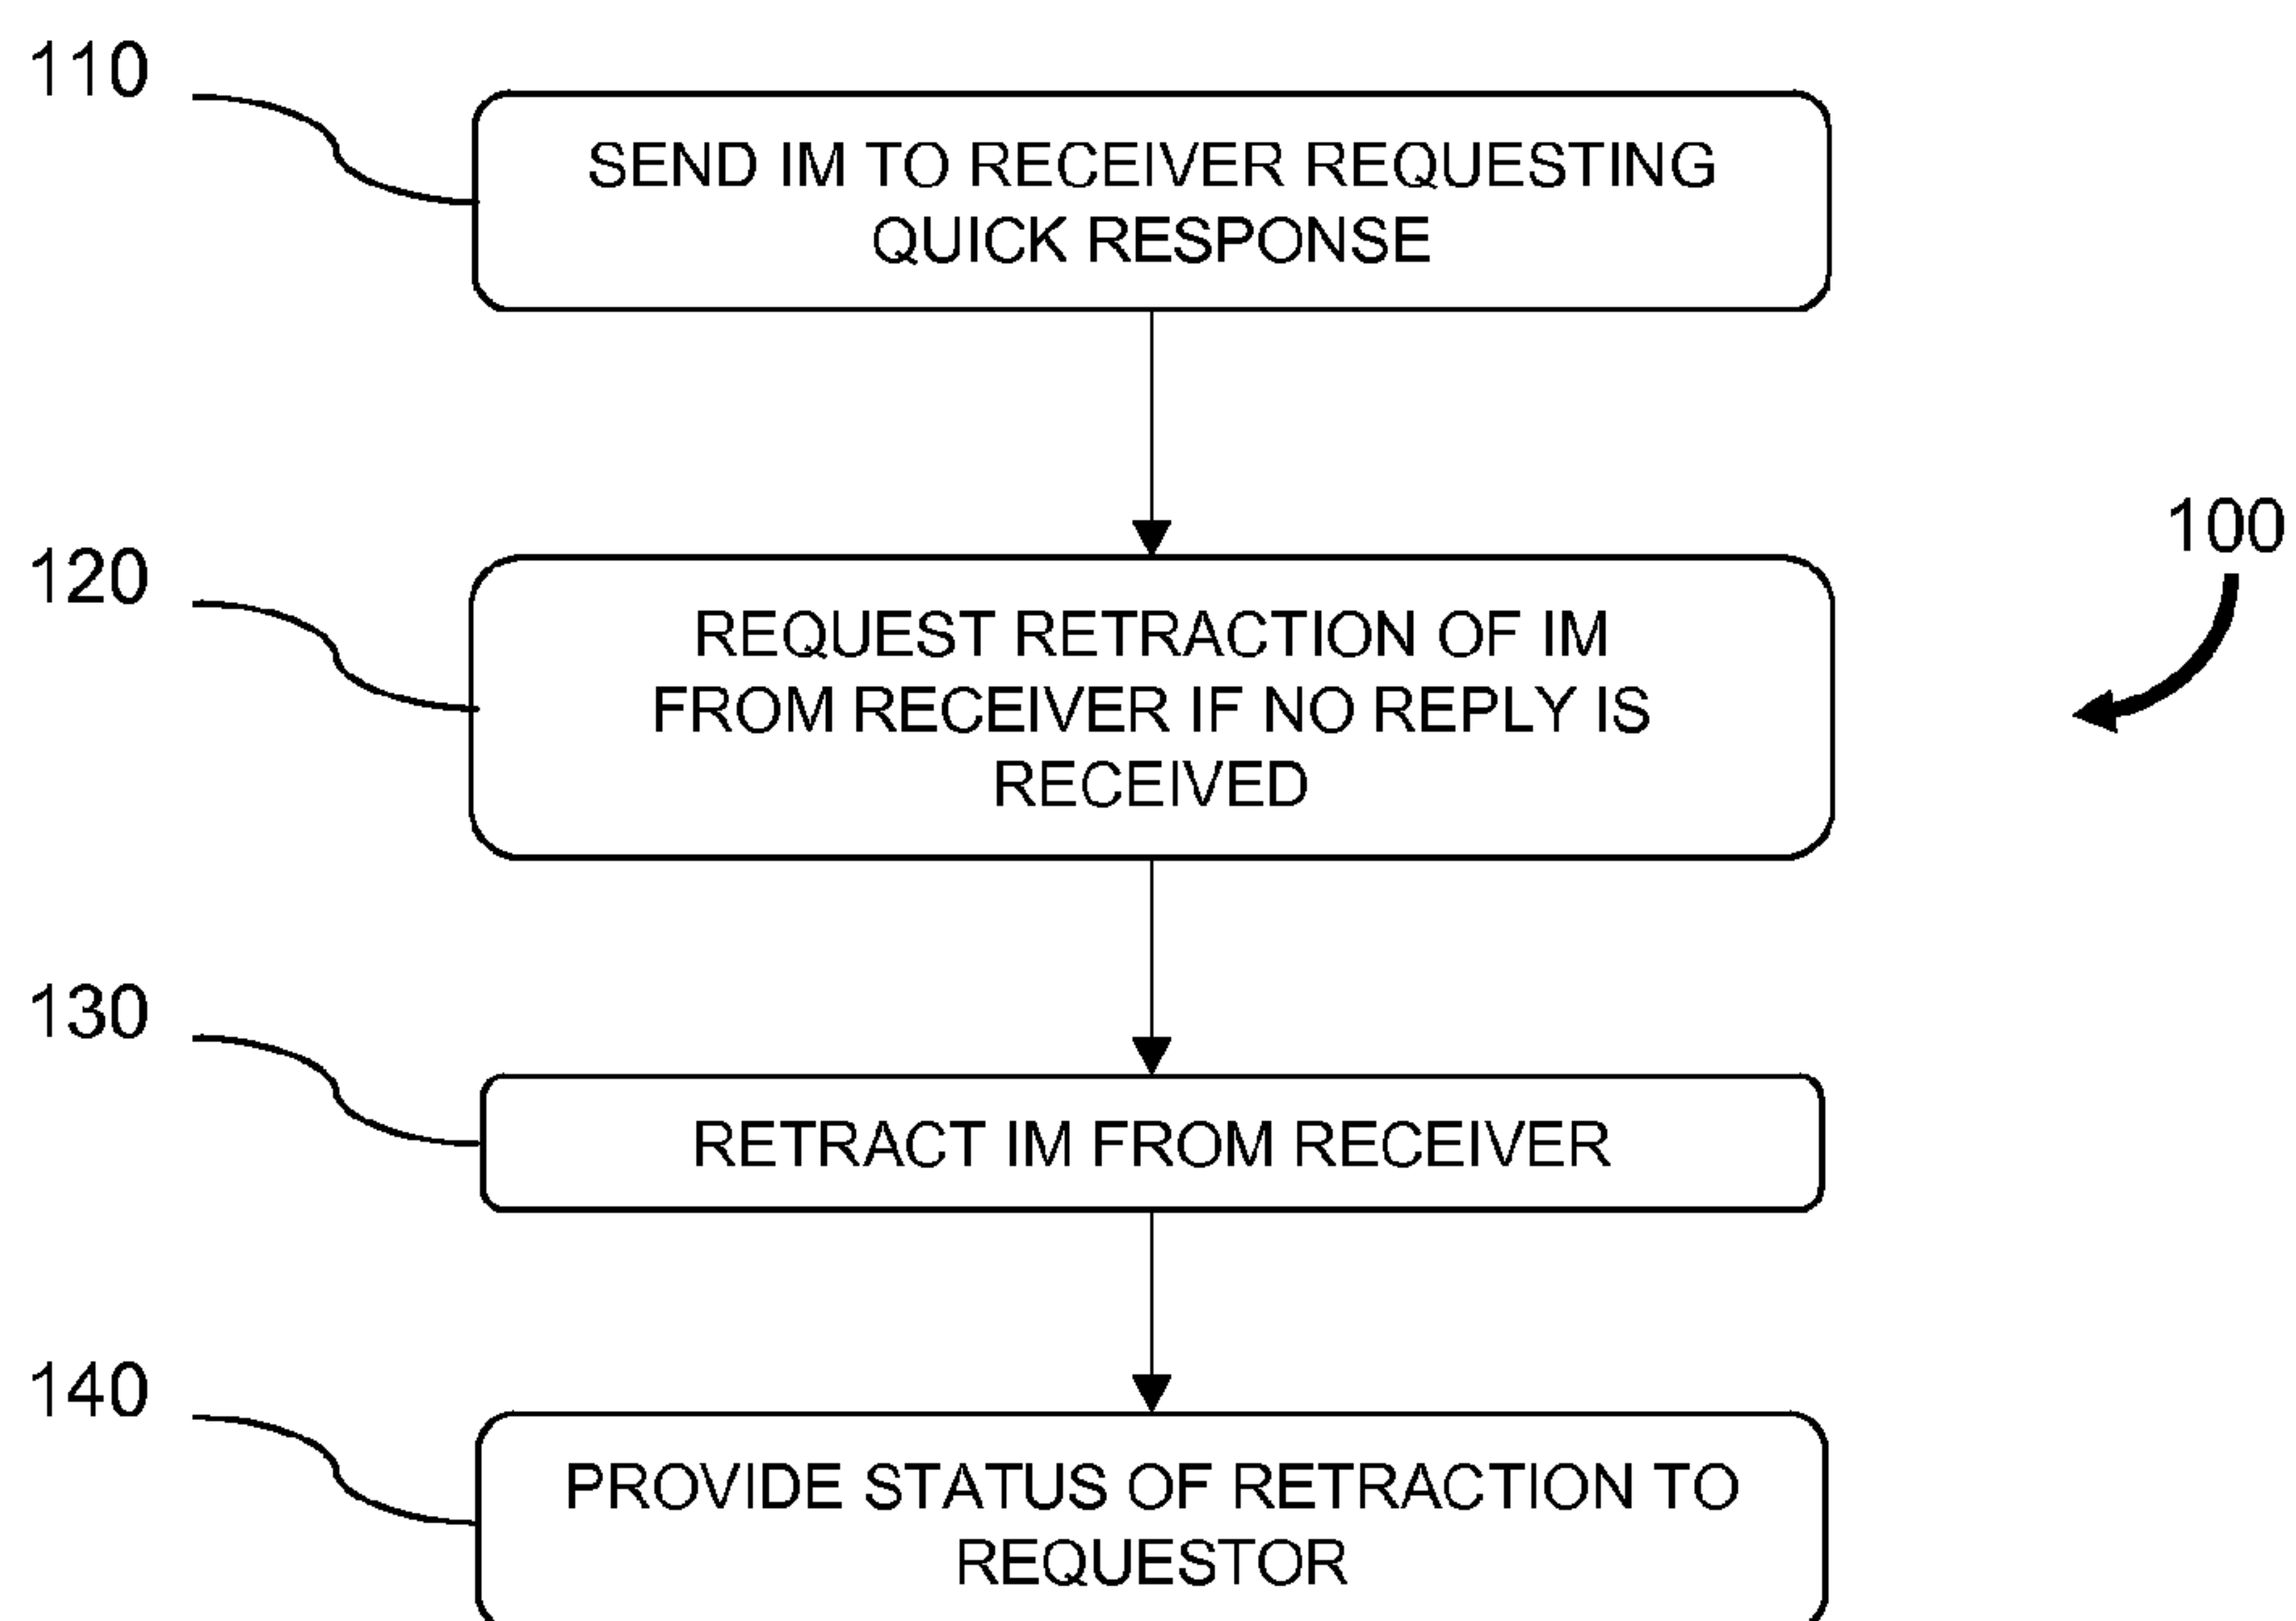 110
SEND IM TO RECEIVER REQUESTING
QUICK RESPONSE
120
REQUEST RETRACTION OF IM
FROM RECEIVER IF NO REPLY IS
RECEIVED
100
130
RETRACT IM FROM RECEIVER
140
PROVIDE STATUS OF RETRACTION TO
REQUESTOR